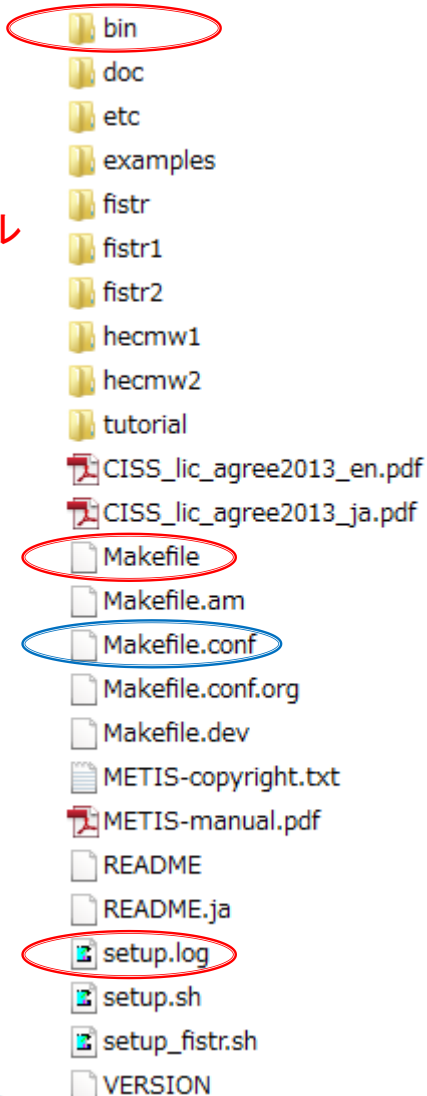 bin
doc
etc
examples
fistr
ル
fistr1
fistr2
hecmw1
hecmw2
tutorial
CISS_lic_agree2013_en.pdf
CISS_lic_agree2013_ja.pdf
Makefile
Makefile.am
Makefile.conf
Makefile.conf.org
Makefile.dev
METIS-copyright.txt
METIS-manual.pdf
README
README.ja
setup.log
setup.sh
setup_fistr.sh
VERSION